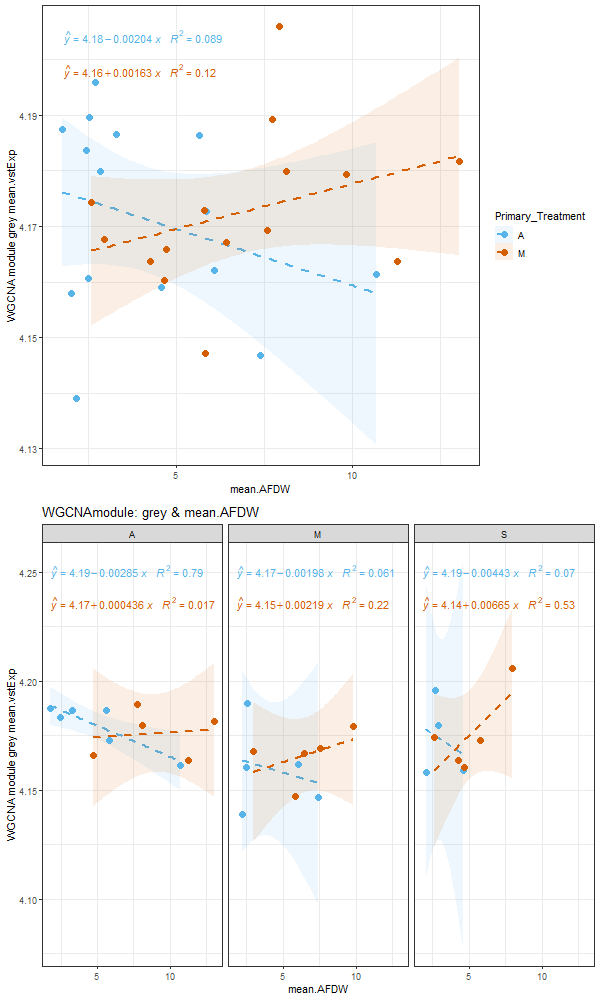 ŷ = 4.18 − 0.00204 x R² = 0.089
ŷ = 4.16 + 0.00163 x R² = 0.12
4.19
4.17
4.15
4.13
WGCNA module grey mean.vstExp
5 10
mean.AFDW
Primary_Treatment
A
M
WGCNAmodule: grey & mean.AFDW
A M S
ŷ = 4.19 − 0.00285 x R² = 0.79 ŷ = 4.17 − 0.00198 x R² = 0.061 ŷ = 4.19 − 0.00443 x R² = 0.07
ŷ = 4.17 + 0.000436 x R² = 0.017 ŷ = 4.15 + 0.00219 x R² = 0.22 ŷ = 4.14 + 0.00665 x R² = 0.53
4.25
4.20
4.15
4.10
WGCNA module grey mean.vstExp
5 10 5 10 5 10
mean.AFDW